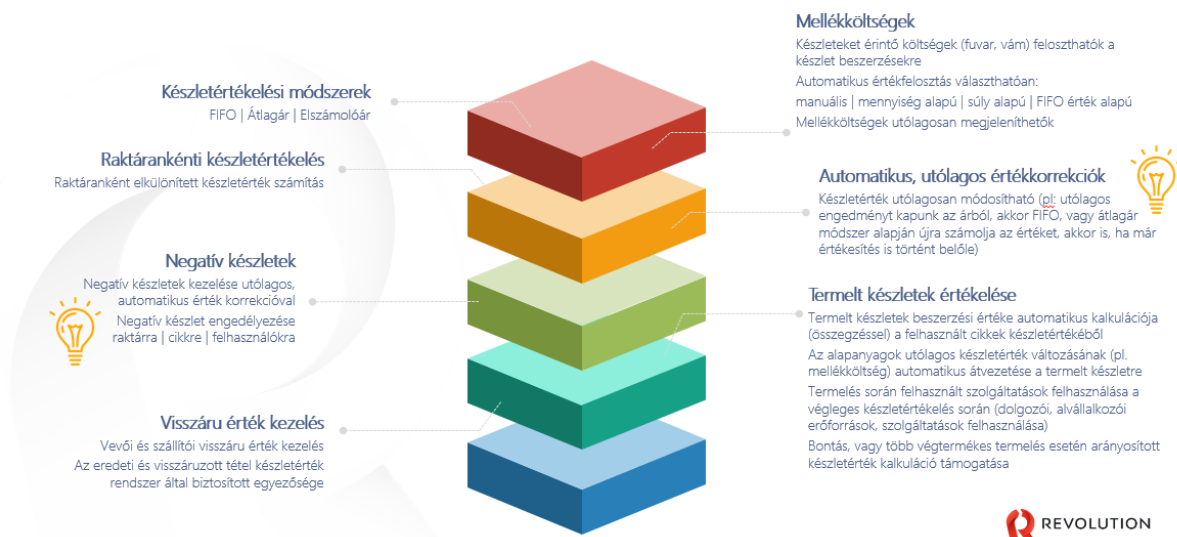 Készletértékelési módszerek
FIFO | Átlagár | Elszámolóár
Raktárankénti készletértékelés
Raktáranként elkülönített készletérték számítás
Negatív készletek
Negatív készletek kezelése utólagos,
automatikus érték korrekcióval
Negatív készlet engedélyezése
raktárra | cikkre | felhasználókra
Visszáru érték kezelés
Vevői és szállítói visszáru érték kezelés
Az eredeti és visszáruzott tétel készletérték
rendszer által biztosított egyezősége
Mellékköltségek
Készleteket érintő költségek (fuvar, vám) feloszthatók a
készlet beszerzésekre
Automatikus értékfelosztás választhatóan:
manuális | mennyiség alapú | súly alapú | FIFO érték alapú
Mellékköltségek utólagosan megjeleníthetők
Automatikus, utólagos értékkorrekciók
Készletérték utólagosan módosítható (pl: utólagos
engedményt kapunk az árból, akkor FIFO, vagy átlagár
módszer alapján újra számolja az értéket, akkor is, ha már
értékesítés is történt belőle)
Termelt készletek értékelése
Termelt készletek beszerzési értéke automatikus kalkulációja
(összegzéssel) a felhasznált cikkek készletértékéből
Az alapanyagok utólagos készletérték változásának (pl.
mellékköltség) automatikus átvezetése a termelt készletre
Termelés során felhasznált szolgáltatások felhasználása a
végleges készletértékelés során (dolgozói, alvállalkozói
erőforrások, szolgáltatások felhasználása)
Bontás, vagy több végtermékes termelés esetén arányosított
készletérték kalkuláció támogatása
REVOLUTION